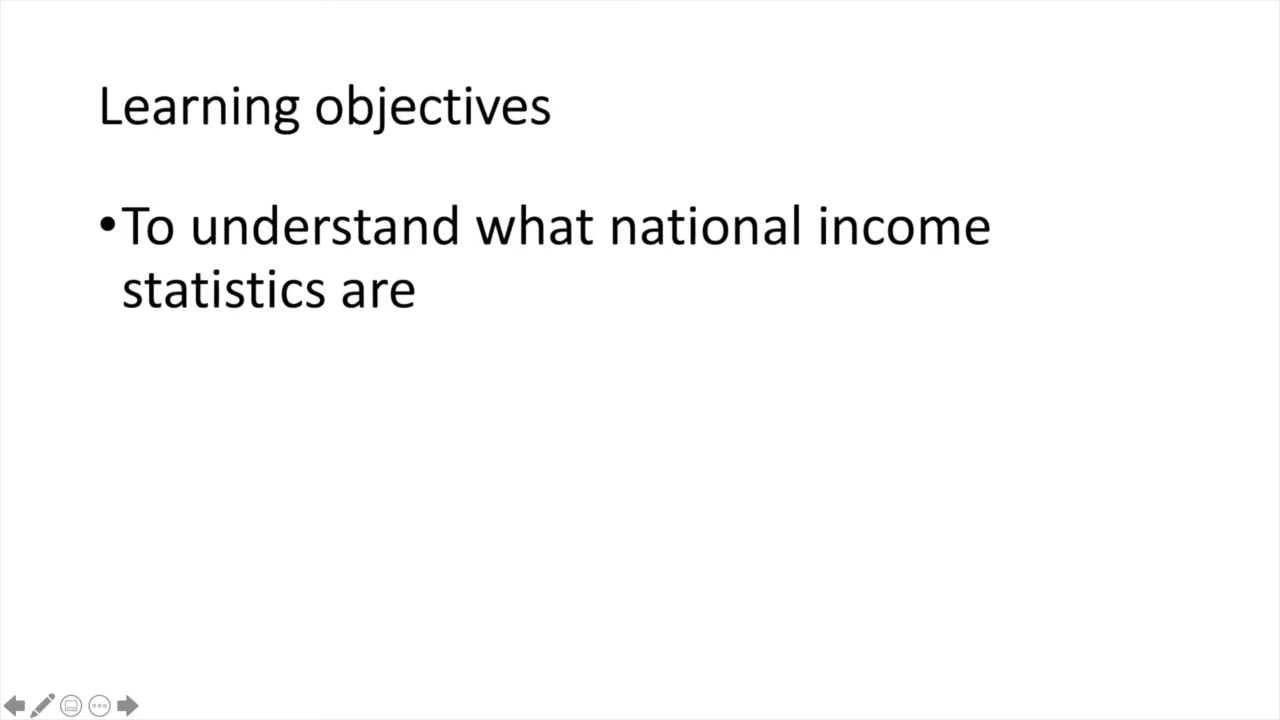 Learning objectives
•To understand what national income
statistics are